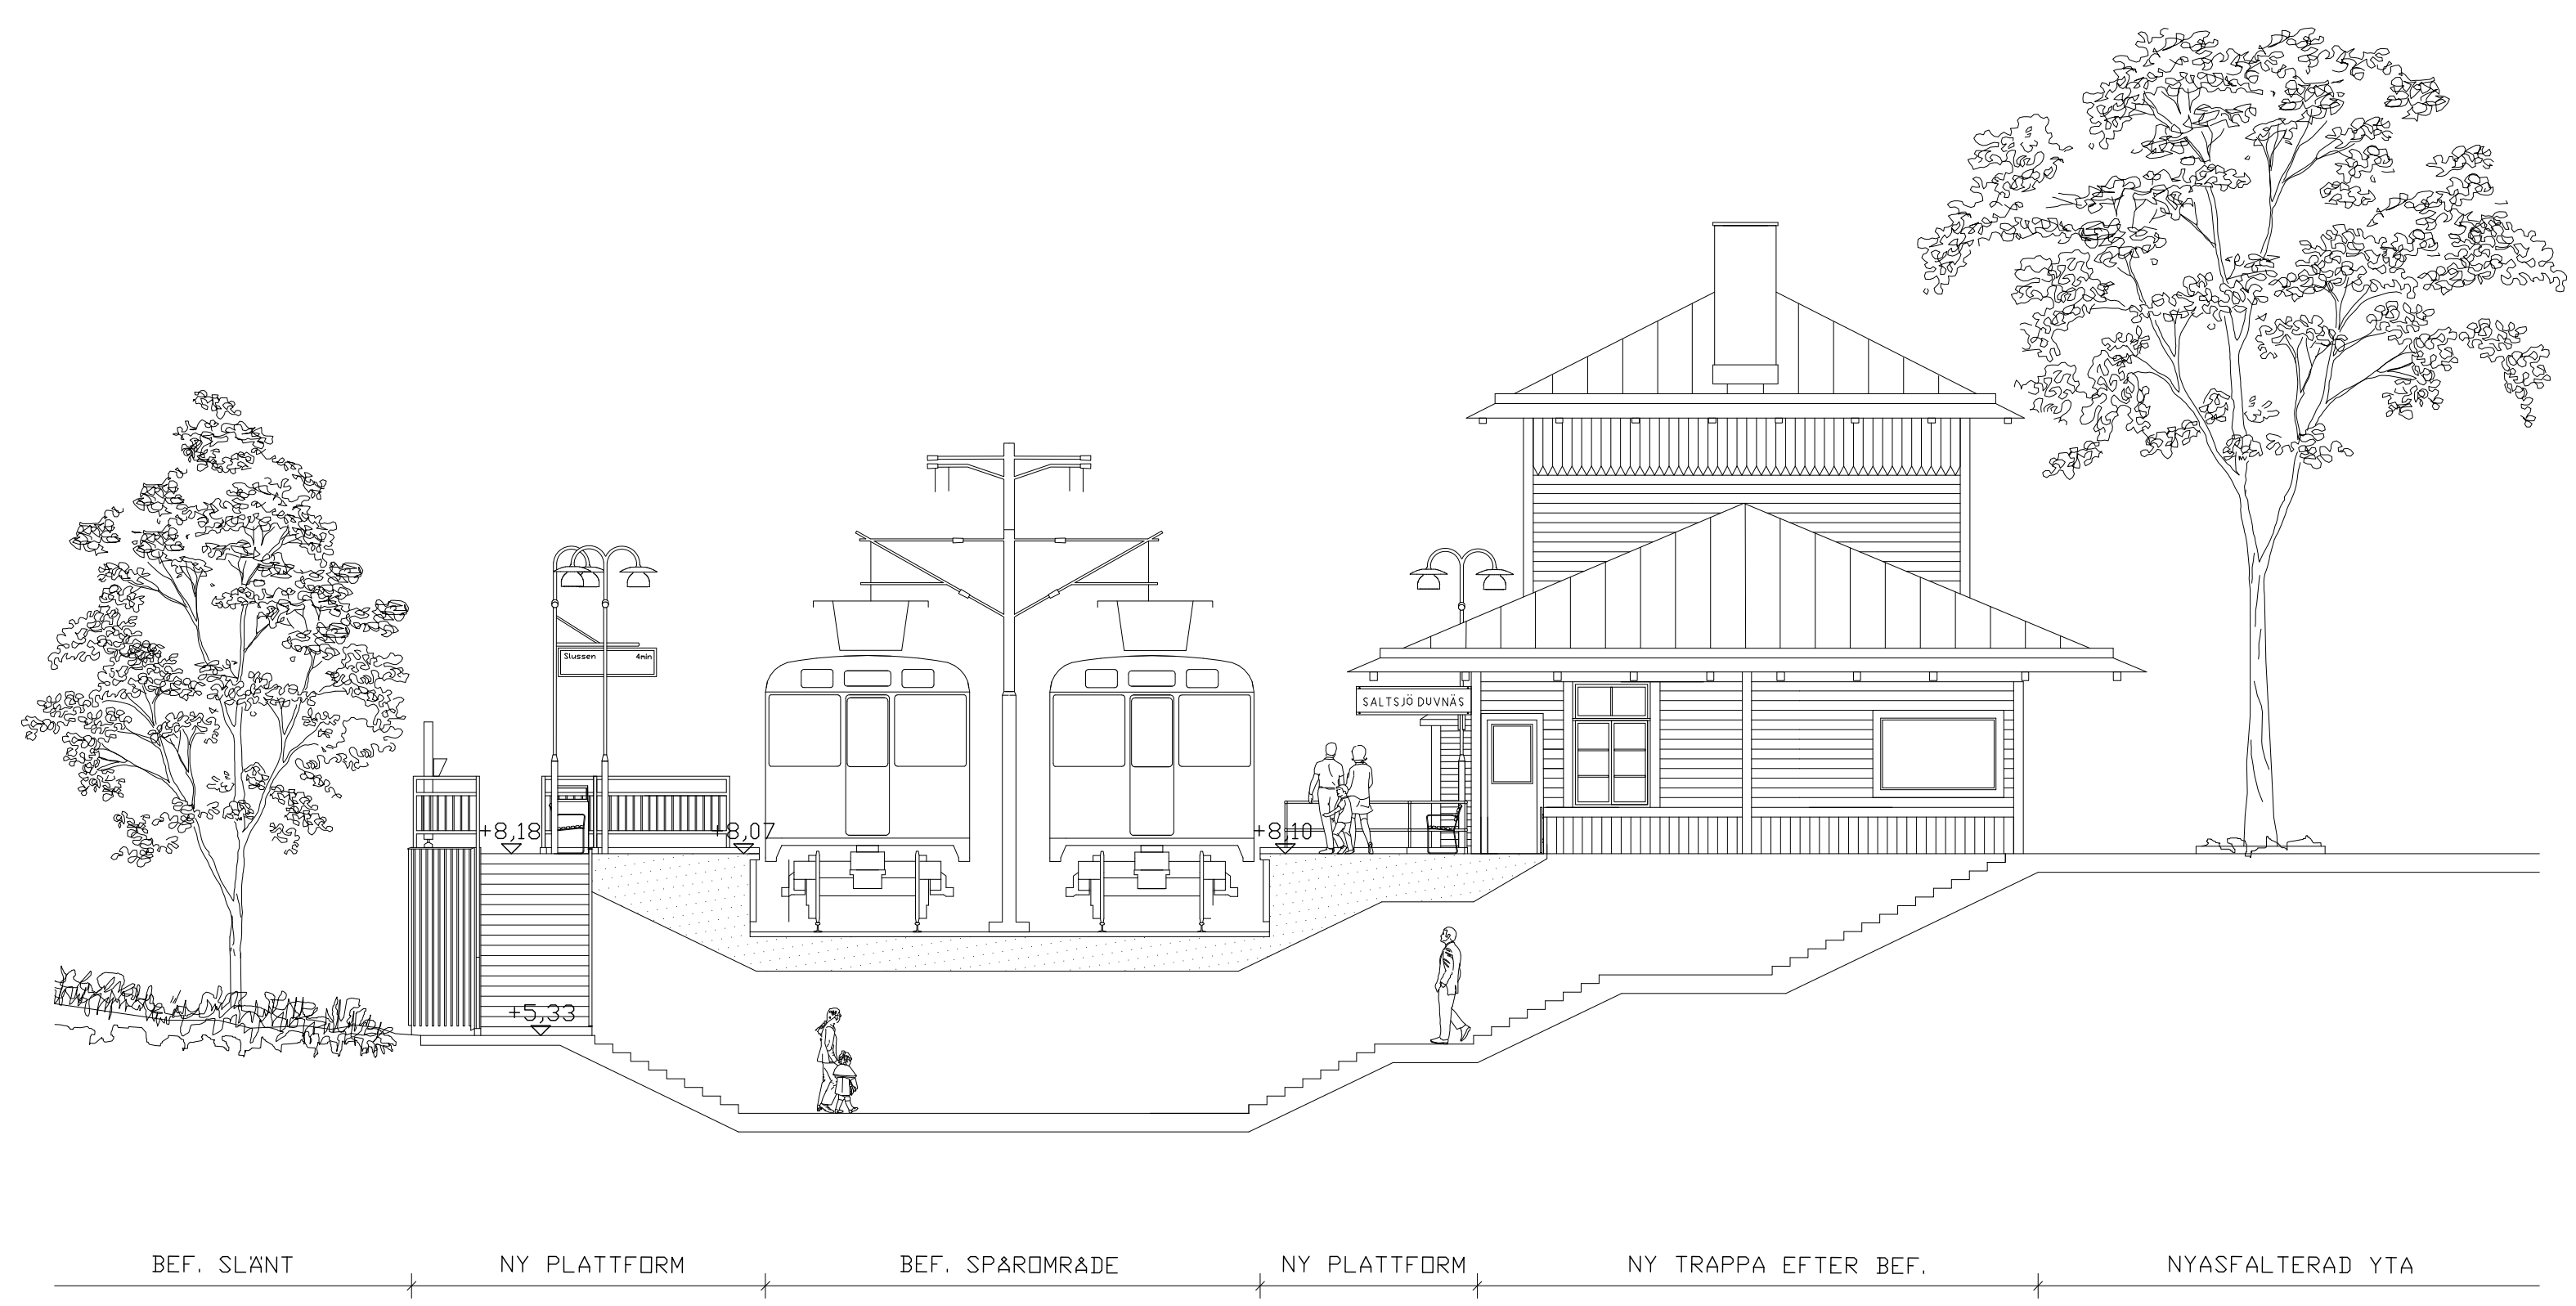 Slussen 4min
SALTSJÖ DUVNÄS
+8,18
+8,07
+8,10
+5,33
BEF. SLÄNT
NY PLATTFORM
BEF. SPÅROMRÅDE
NY PLATTFORM
NY TRAPPA EFTER BEF.
NYASFALTERAD YTA